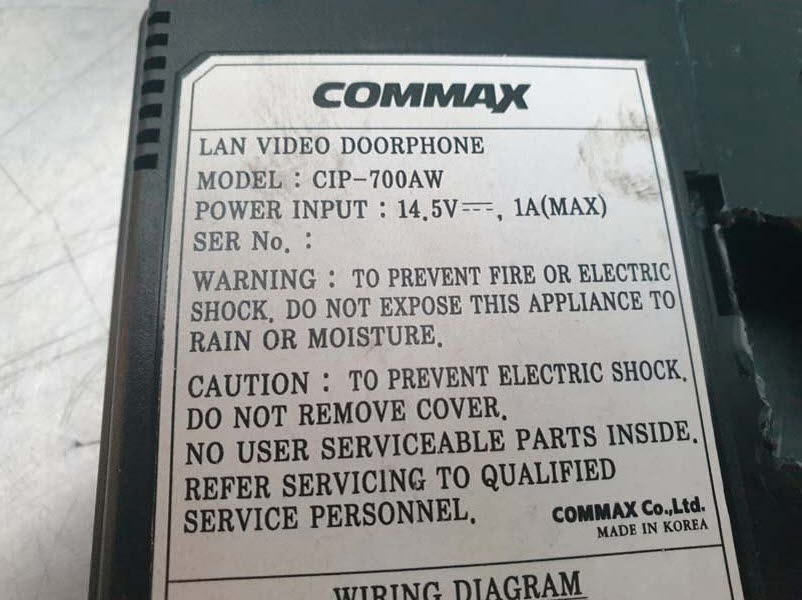 COMMAX
LAN VIDEO DOORPHONE
MODEL : CIP-700AW
POWER INPUT : 14.5V⎓, 1A(MAX)
SER No. :
WARNING : TO PREVENT FIRE OR ELECTRIC
SHOCK. DO NOT EXPOSE THIS APPLIANCE TO
RAIN OR MOISTURE.
CAUTION : TO PREVENT ELECTRIC SHOCK.
DO NOT REMOVE COVER.
NO USER SERVICEABLE PARTS INSIDE.
REFER SERVICING TO QUALIFIED
SERVICE PERSONNEL.
COMMAX Co.,Ltd.
MADE IN KOREA
WIRING DIAGRAM